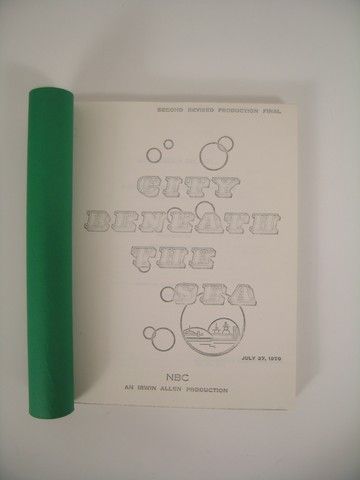 SECOND REVISED PRODUCTION FINAL
CITY
BENEATH
THE
SEA
JULY 27, 1970
NBC
AN IRWIN ALLEN PRODUCTION